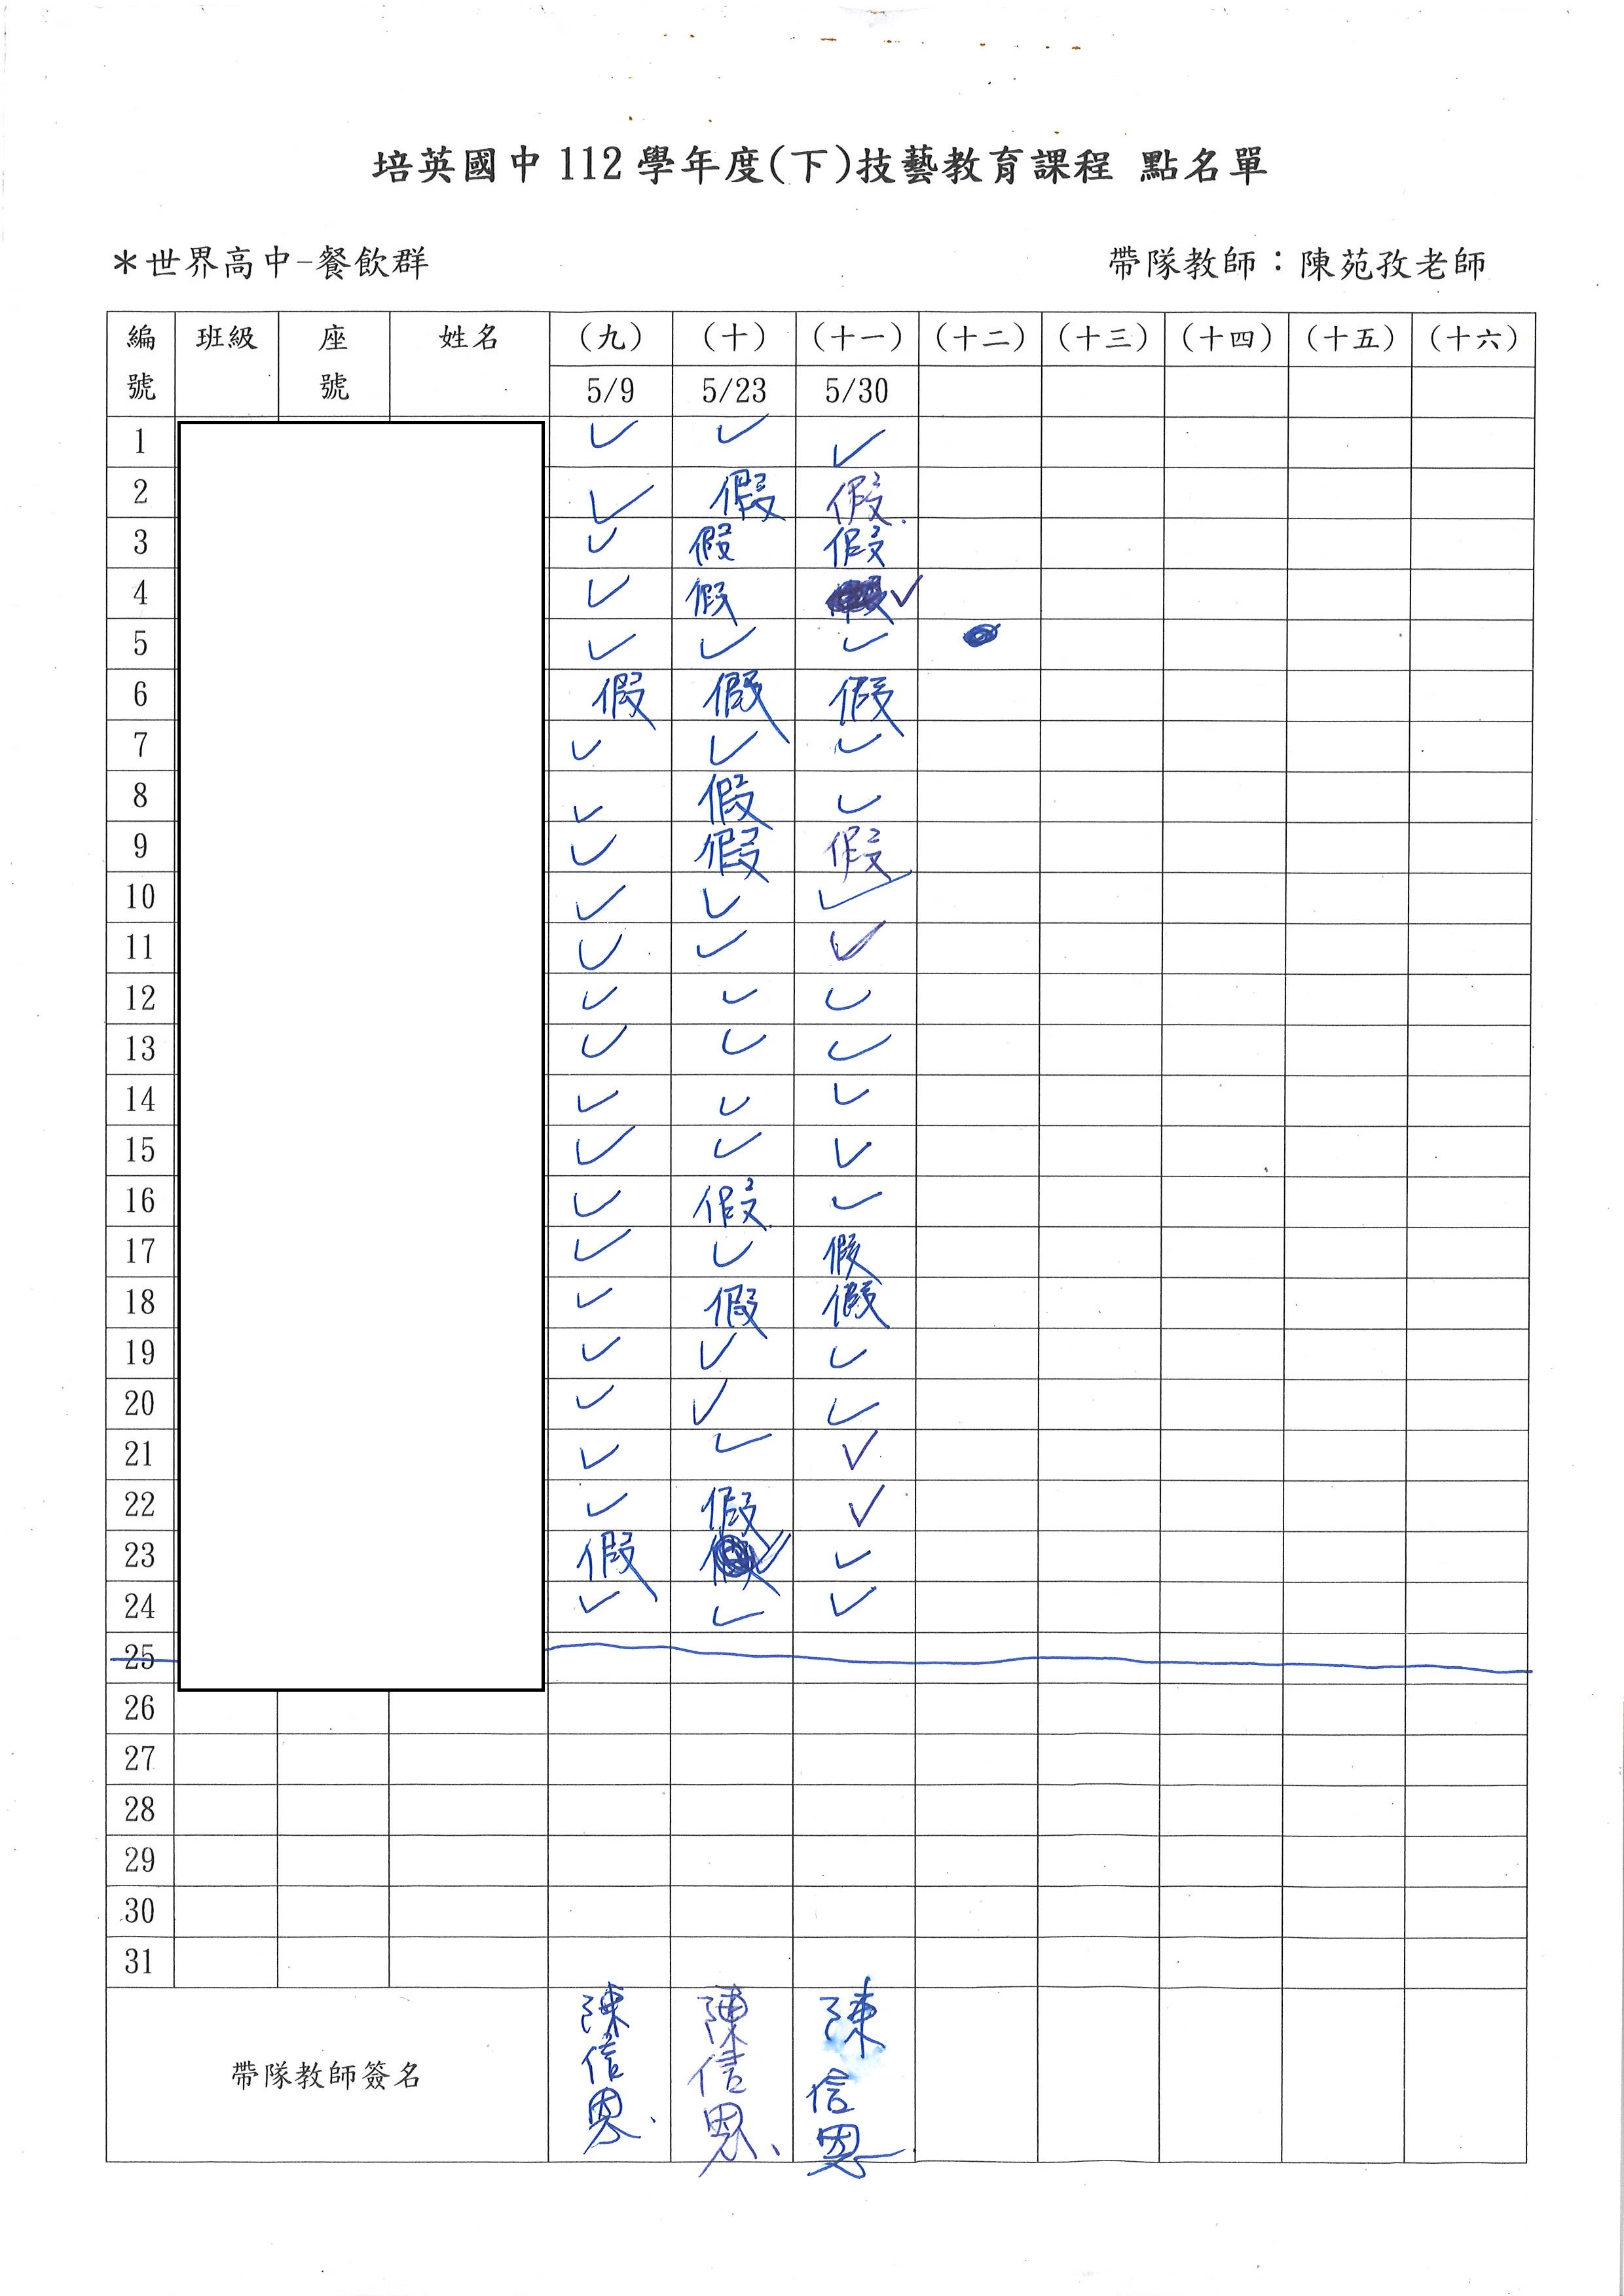 培英國中 112 學年度(下)技藝教育課程 點名單
＊世界高中-餐飲群 帶隊教師：陳苑孜老師
編號 班級 座號 姓名 (九) (十) (十一) (十二) (十三) (十四) (十五) (十六)
5/9 5/23 5/30
1 ✓ ✓ ✓
2 ✓ 假 假
3 ✓ 假 假
4 ✓ 假 ✓
5 ✓ ✓ ✓
6 假 假 假
7 ✓ ✓ ✓
8 ✓ 假 ✓
9 ✓ 假 假
10 ✓ ✓ ✓
11 ✓ ✓ ✓
12 ✓ ✓ ✓
13 ✓ ✓ ✓
14 ✓ ✓ ✓
15 ✓ ✓ ✓
16 ✓ 假 ✓
17 ✓ ✓ 假
18 ✓ 假 假
19 ✓ ✓ ✓
20 ✓ ✓ ✓
21 ✓ ✓ ✓
22 ✓ 假 ✓
23 假 ✓ ✓
24 ✓ ✓ ✓
25
26
27
28
29
30
31
帶隊教師簽名 陳信恩 陳信恩 陳信恩